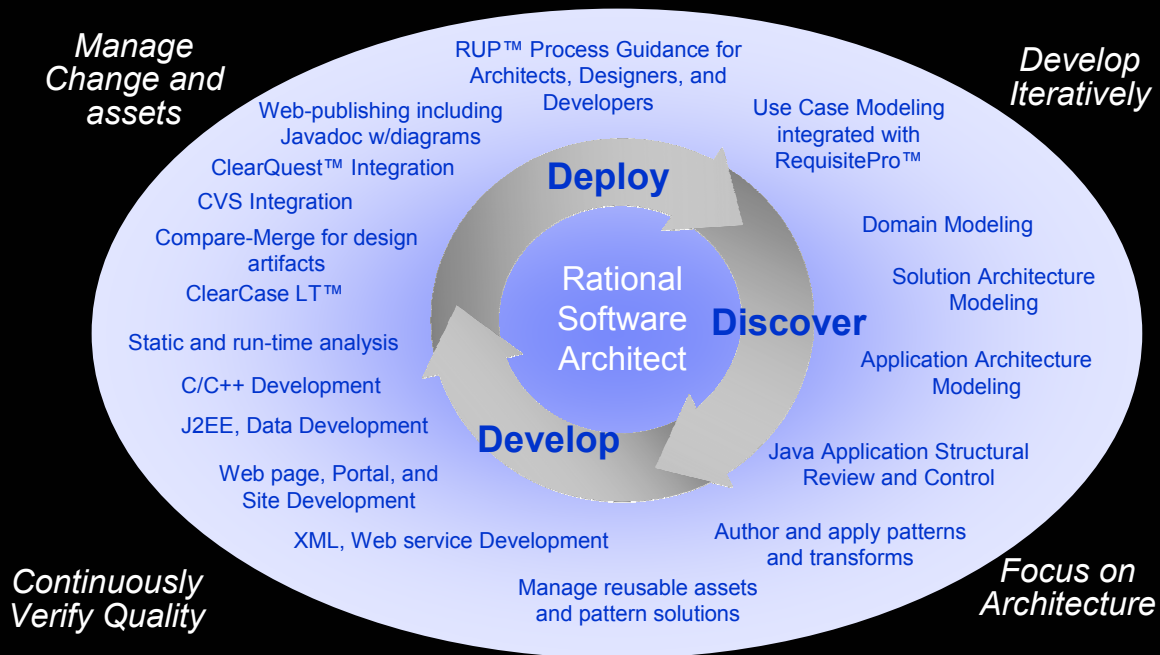 Manage
Change and
assets
RUP™ Process Guidance for
Architects, Designers, and
Developers
Develop
Iteratively
Web-publishing including
Javadoc w/diagrams
Use Case Modeling
integrated with
RequisitePro™
ClearQuest™ Integration
Deploy
CVS Integration
Domain Modeling
Compare-Merge for design
artifacts
Solution Architecture
Modeling
ClearCase LT™
Rational
Software
Architect
Discover
Static and run-time analysis
Application Architecture
Modeling
C/C++ Development
J2EE, Data Development
Develop
Java Application Structural
Review and Control
Web page, Portal, and
Site Development
XML, Web service Development
Author and apply patterns
and transforms
Continuously
Verify Quality
Manage reusable assets
and pattern solutions
Focus on
Architecture